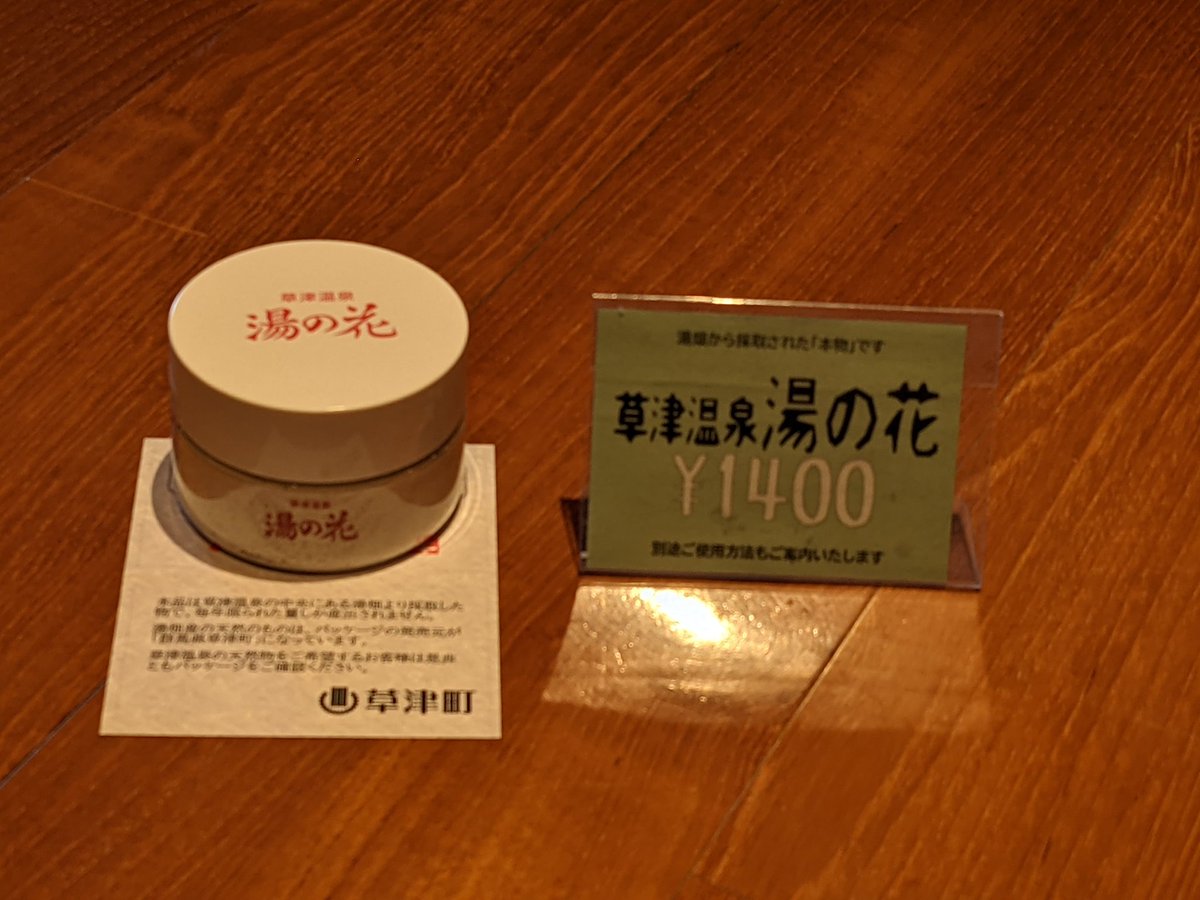 草津温泉
湯の花
草津温泉
湯の花
本品は草津温泉の中央にある湯畑より採取した
物で、毎年限られた量しか産出されません。
湯畑産の天然のものは、パッケージの発売元が
「群馬県草津町」になっています。
草津温泉の天然物をご希望するお客様は是非
ともパッケージをご確認ください。
草津町
湯畑から採取された「本物」です
草津温泉湯の花
¥1400
別途ご使用方法もご案内いたします